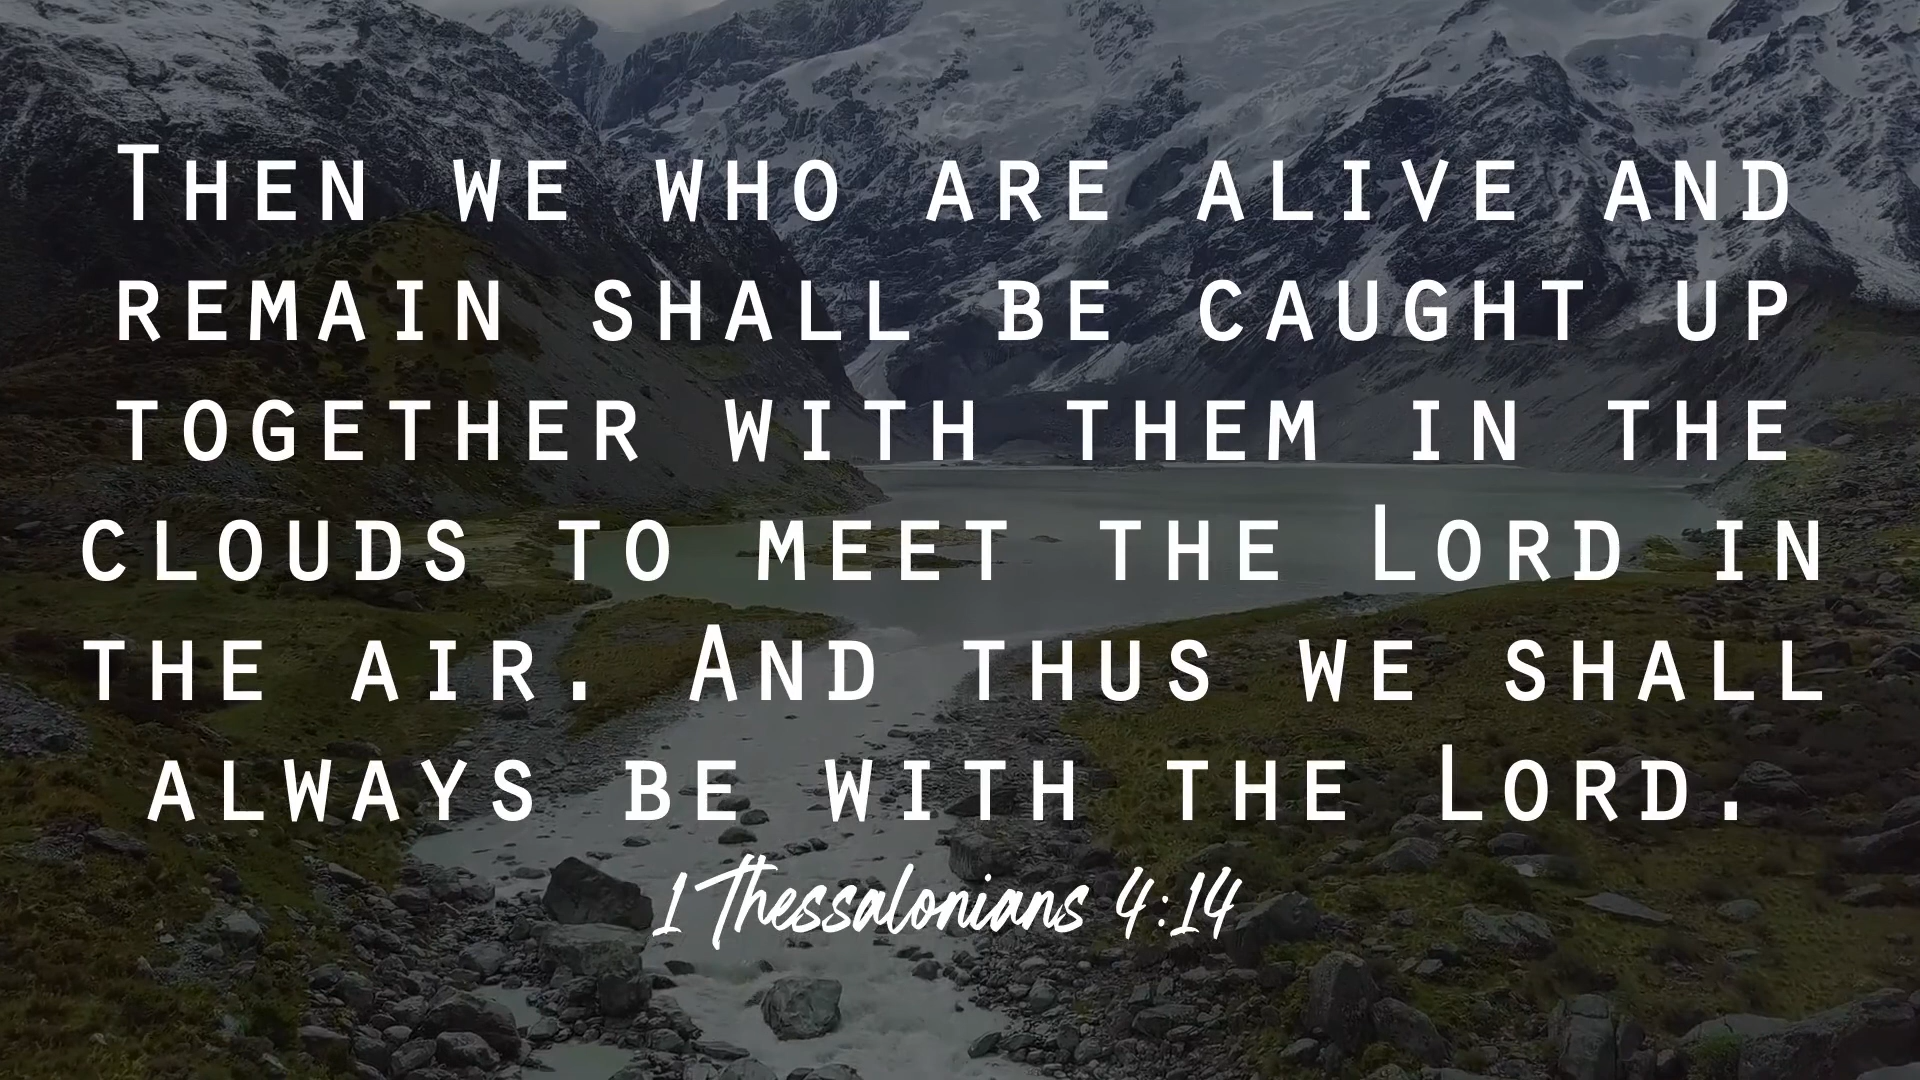 Then we who are alive and
remain shall be caught up
together with them in the
clouds to meet the Lord in
the air. And thus we shall
always be with the Lord.
1 Thessalonians 4:14